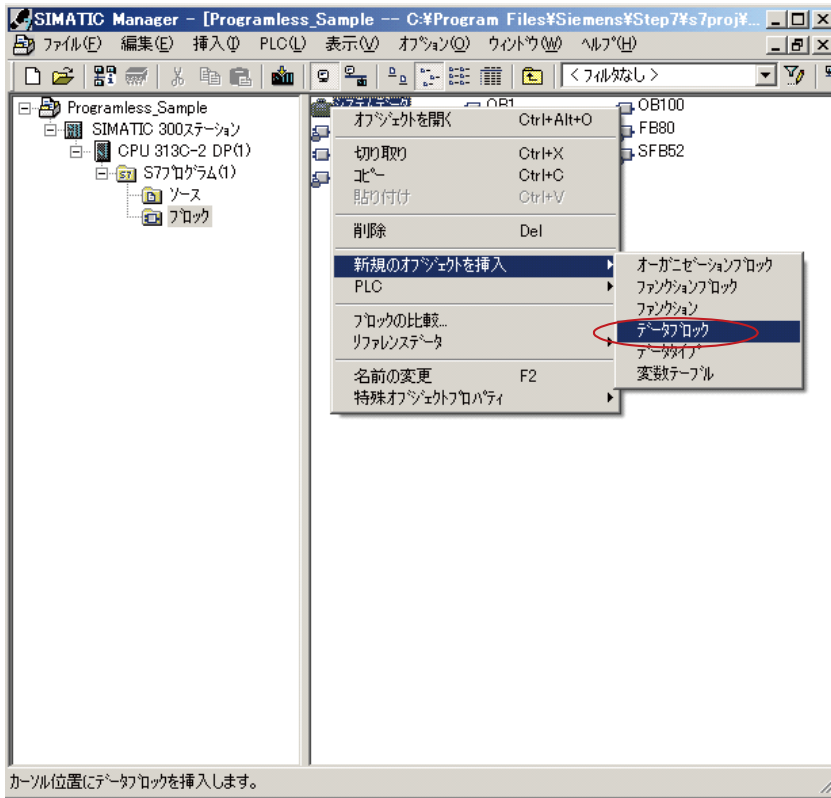 SIMATIC Manager - [Programless_Sample -- C:¥Program Files¥Siemens¥Step7¥s7proj¥...
ファイル(F) 編集(E) 挿入(I) PLC(L) 表示(V) オプション(O) ウィンドウ(W) ヘルプ(H)
<フィルタなし>
Programless_Sample
SIMATIC 300ステーション
CPU 313C-2 DP(1)
S7プログラム(1)
ソース
ブロック
システムデータ
OB1
OB100
FB80
SFB52
オブジェクトを開く Ctrl+Alt+O
切り取り Ctrl+X
コピー Ctrl+C
貼り付け Ctrl+V
削除 Del
新規のオブジェクトを挿入
PLC
ブロックの比較...
リファレンスデータ
名前の変更 F2
特殊オブジェクトプロパティ
オーガニゼーションブロック
ファンクションブロック
ファンクション
データブロック
データタイプ
変数テーブル
カーソル位置にデータブロックを挿入します。